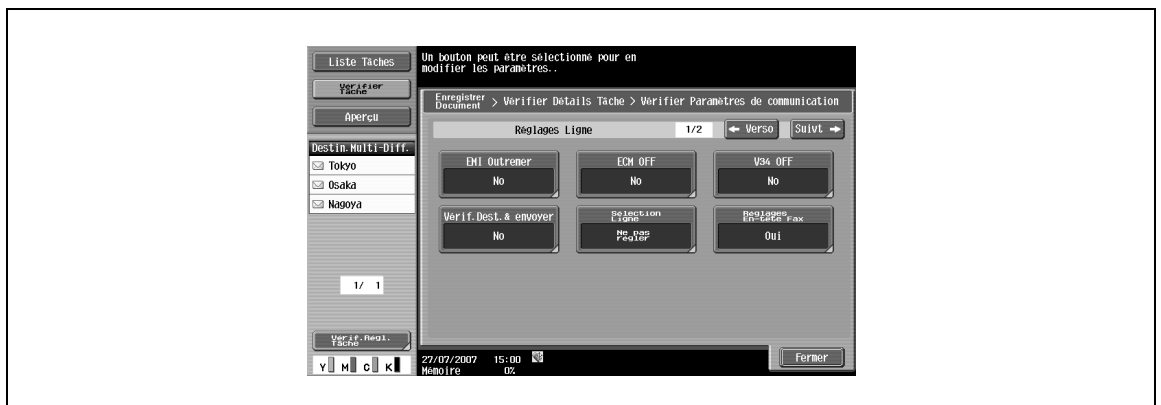 Liste Tâches
Vérifier
Tâche
Aperçu
Destin.Multi-Diff.
Tokyo
Osaka
Nagoya
1/ 1
Vérif.Régl.
Tâche
Y M C K
Un bouton peut être sélectionné pour en
modifier les paramètres..
Enregistrer
Document > Vérifier Détails Tâche > Vérifier Paramètres de communication
Réglages Ligne 1/2 ← Verso Suivt →
EMI Outremer
No
ECM OFF
No
V34 OFF
No
Vérif.Dest.& envoyer
No
Sélection
Ligne
Ne pas
régler
Réglages
En-tête Fax
Oui
27/07/2007 15:00
Mémoire 0%
Fermer